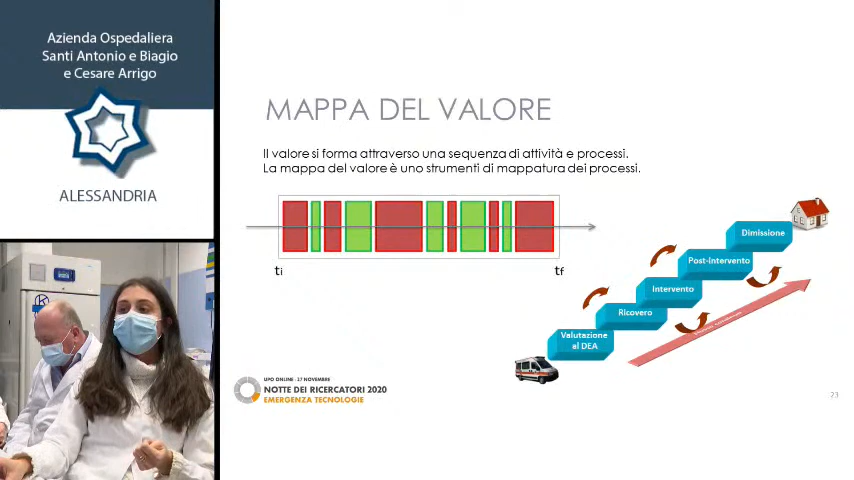 Azienda Ospedaliera
Santi Antonio e Biagio
e Cesare Arrigo
ALESSANDRIA
MAPPA DEL VALORE
Il valore si forma attraverso una sequenza di attività e processi.
La mappa del valore è uno strumenti di mappatura dei processi.
ti
tf
Dimissione
Post-Intervento
Intervento
Ricovero
Valutazione
al DEA
UPO ONLINE · 27 NOVEMBRE
NOTTE DEI RICERCATORI 2020
EMERGENZA TECNOLOGIE
23